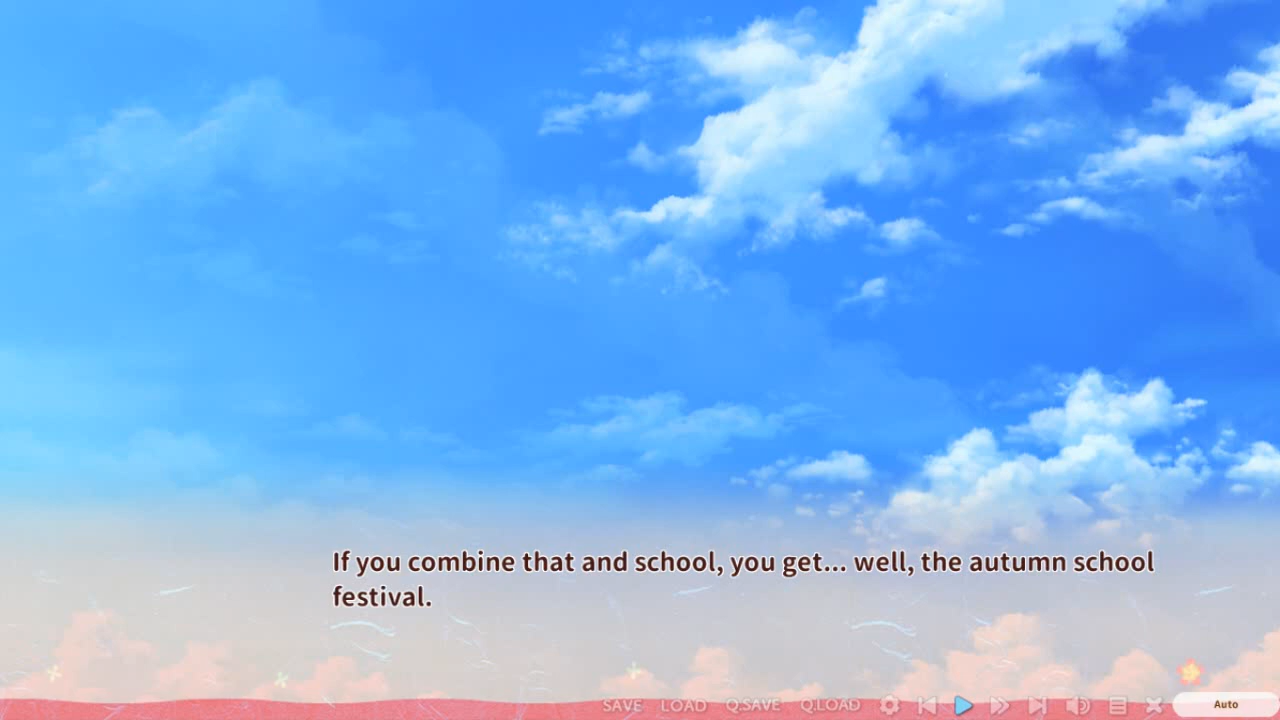 If you combine that and school, you get... well, the autumn school
festival.
SAVE LOAD Q.SAVE Q.LOAD Auto